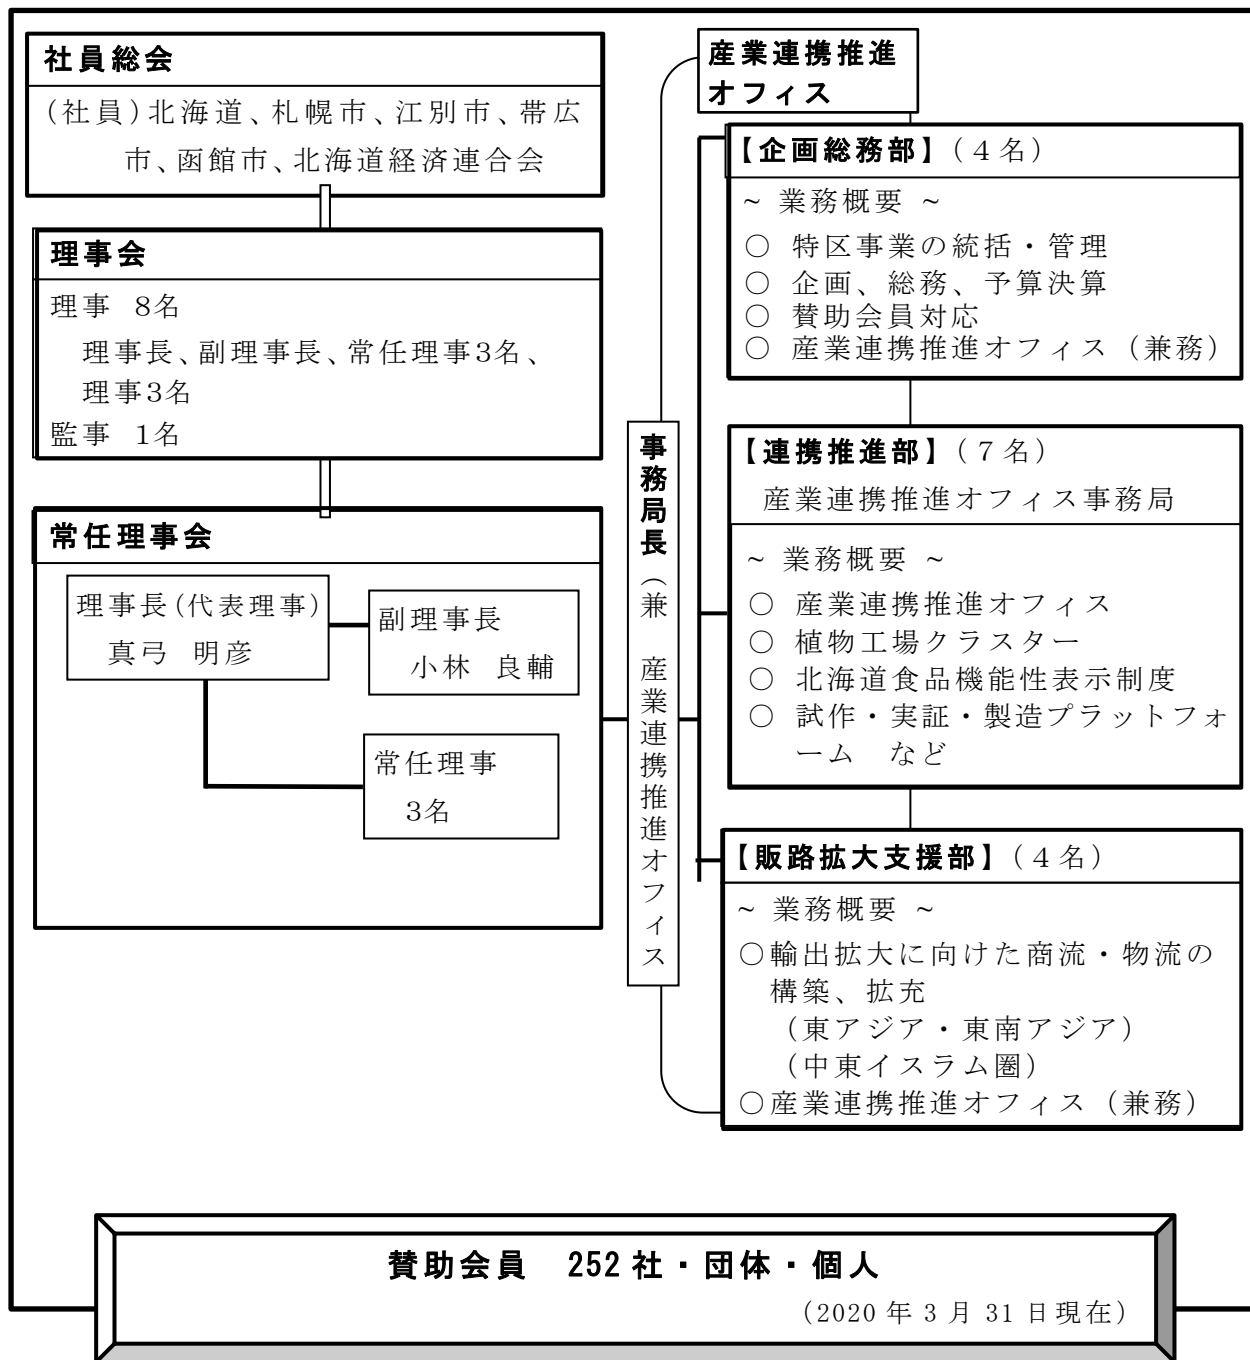 社員総会
(社員)北海道、札幌市、江別市、帯広
市、函館市、北海道経済連合会
理事会
理事 8名
理事長、副理事長、常任理事3名、
理事3名
監事 1名
常任理事会
理事長(代表理事)
真弓 明彦
副理事長
小林 良輔
常任理事
3名
事務局長(兼 産業連携推進オフィス
産業連携推進
オフィス
【企画総務部】(4名)
~ 業務概要 ~
○ 特区事業の統括・管理
○ 企画、総務、予算決算
○ 賛助会員対応
○ 産業連携推進オフィス(兼務)
【連携推進部】(7名)
産業連携推進オフィス事務局
~ 業務概要 ~
○ 産業連携推進オフィス
○ 植物工場クラスター
○ 北海道食品機能性表示制度
○ 試作・実証・製造プラットフォ
ーム など
【販路拡大支援部】(4名)
~ 業務概要 ~
○輸出拡大に向けた商流・物流の
構築、拡充
(東アジア・東南アジア)
(中東イスラム圏)
○産業連携推進オフィス(兼務)
賛助会員 252社・団体・個人
(2020年3月31日現在)